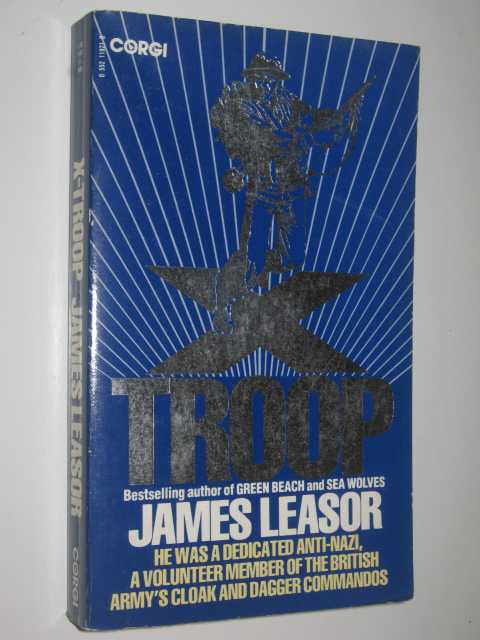 CORGI
X
TROOP
Bestselling author of GREEN BEACH and SEA WOLVES
JAMES LEASOR
HE WAS A DEDICATED ANTI-NAZI,
A VOLUNTEER MEMBER OF THE BRITISH
ARMY'S CLOAK AND DAGGER COMMANDOS
X-TROOP JAMES LEASOR
CORGI